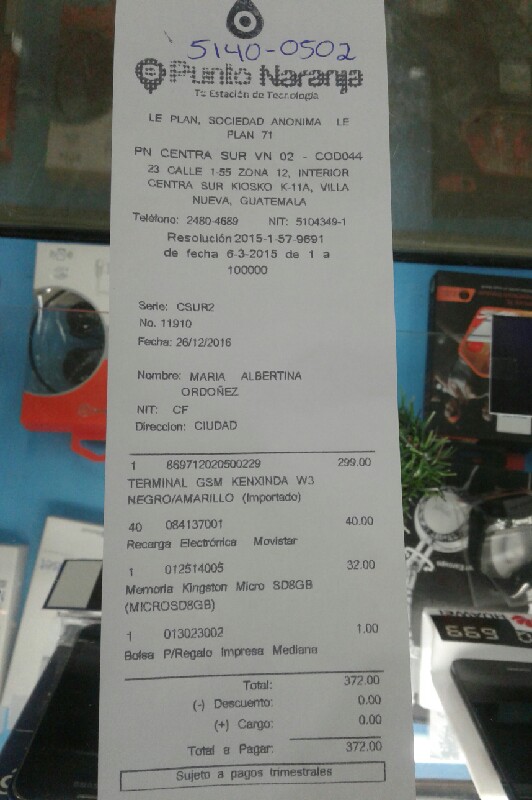 5140-0502
Punto Naranja
Tu Estación de Tecnología
LE PLAN, SOCIEDAD ANONIMA LE
PLAN 71
PN CENTRA SUR VN 02 - COD044
23 CALLE 1-55 ZONA 12, INTERIOR
CENTRA SUR KIOSKO K-11A, VILLA
NUEVA, GUATEMALA
Teléfono: 2480-4689 NIT: 5104349-1
Resolución 2015-1-57-9691
de fecha 6-3-2015 de 1 a
100000
Serie: CSUR2
No. 11910
Fecha: 26/12/2016
Nombre: MARIA ALBERTINA
ORDOÑEZ
NIT: CF
Direccion: CIUDAD
1 869712020500229 299.00
TERMINAL GSM KENXINDA W3
NEGRO/AMARILLO (Importado)
40 084137001 40.00
Recarga Electrónica Movistar
1 012514005 32.00
Memoria Kingston Micro SD8GB
(MICROSD8GB)
1 013023002 1.00
Bolsa P/Regalo Impresa Mediana
Total: 372.00
(-) Descuento: 0.00
(+) Cargo: 0.00
Total a Pagar: 372.00
Sujeto a pagos trimestrales
HUAWEI
699